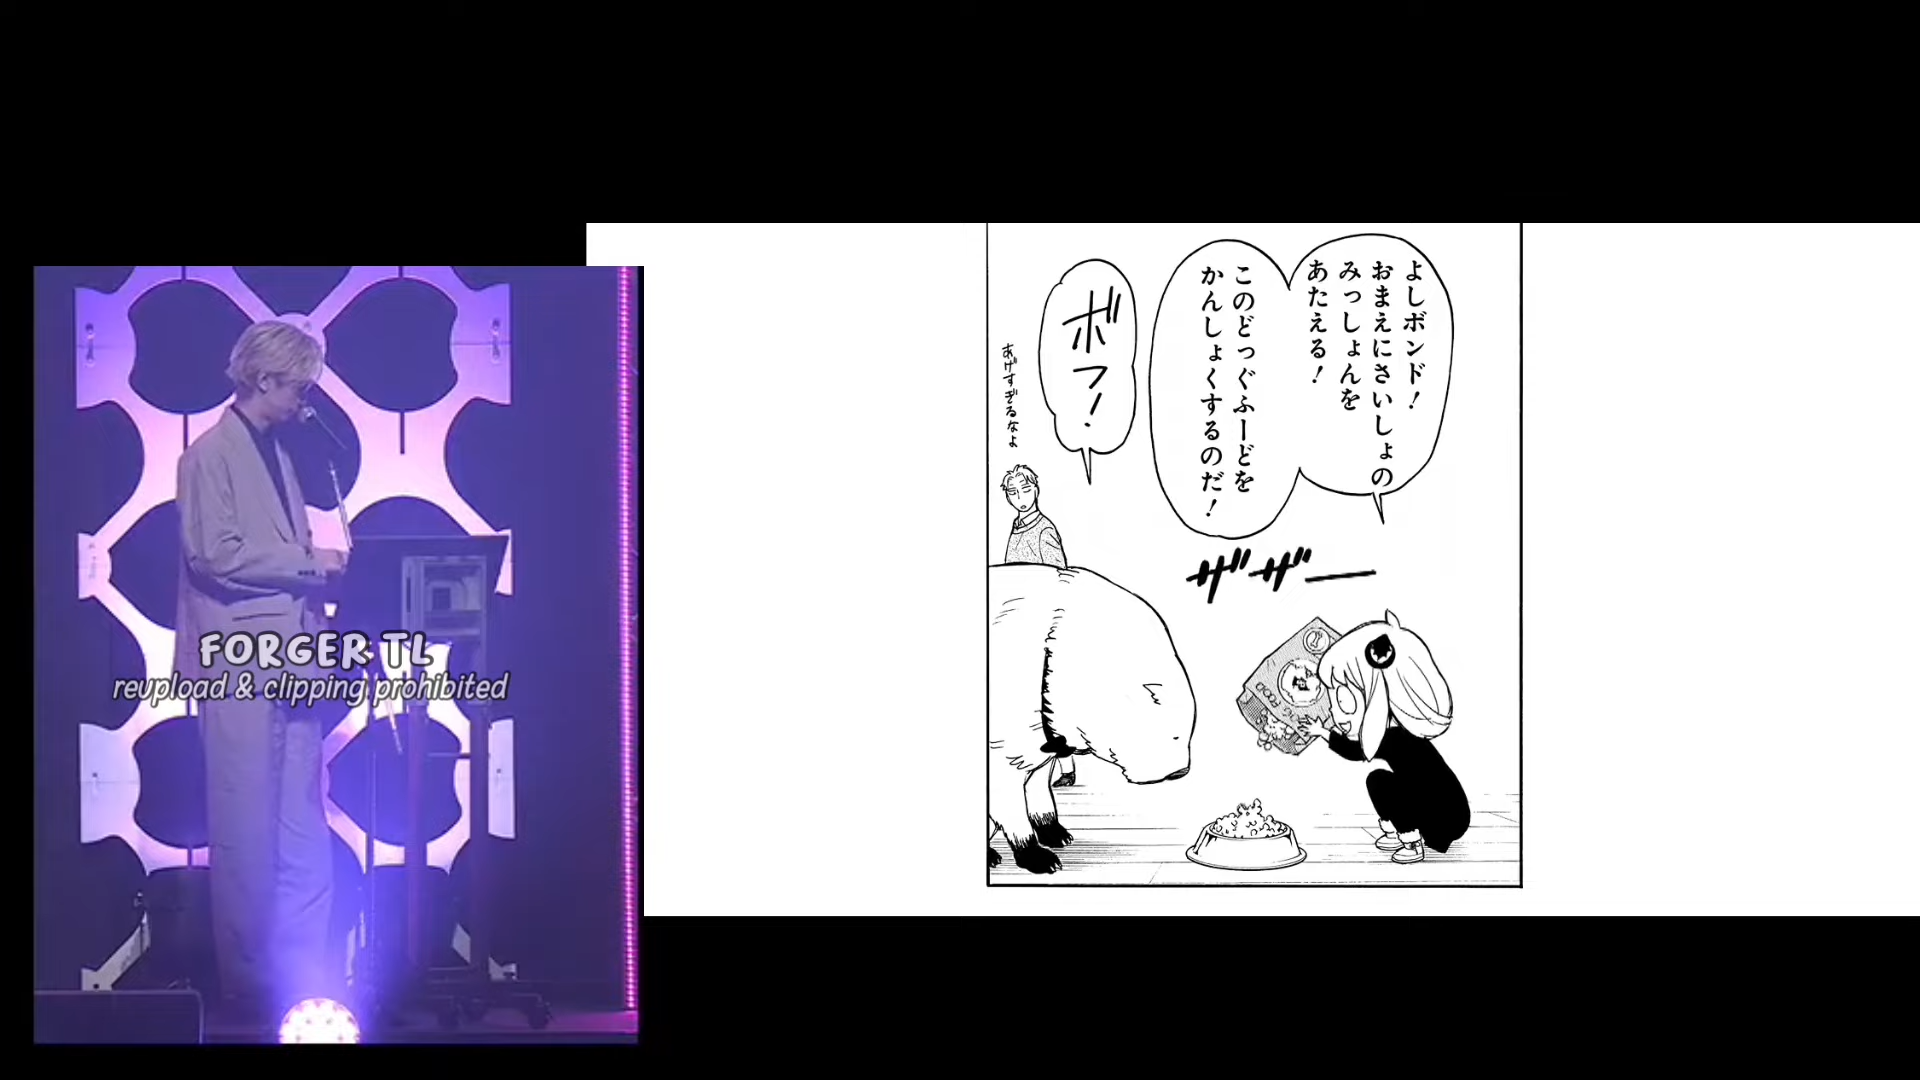 よしボンド！
おまえにさいしょの
みっしょんを
あたえる！
このどっぐふーどを
かんしょくするのだ！
ボフ！
あげすぎるなよ
ザザー
DOG FOOD
FORGER TL
reupload & clipping prohibited